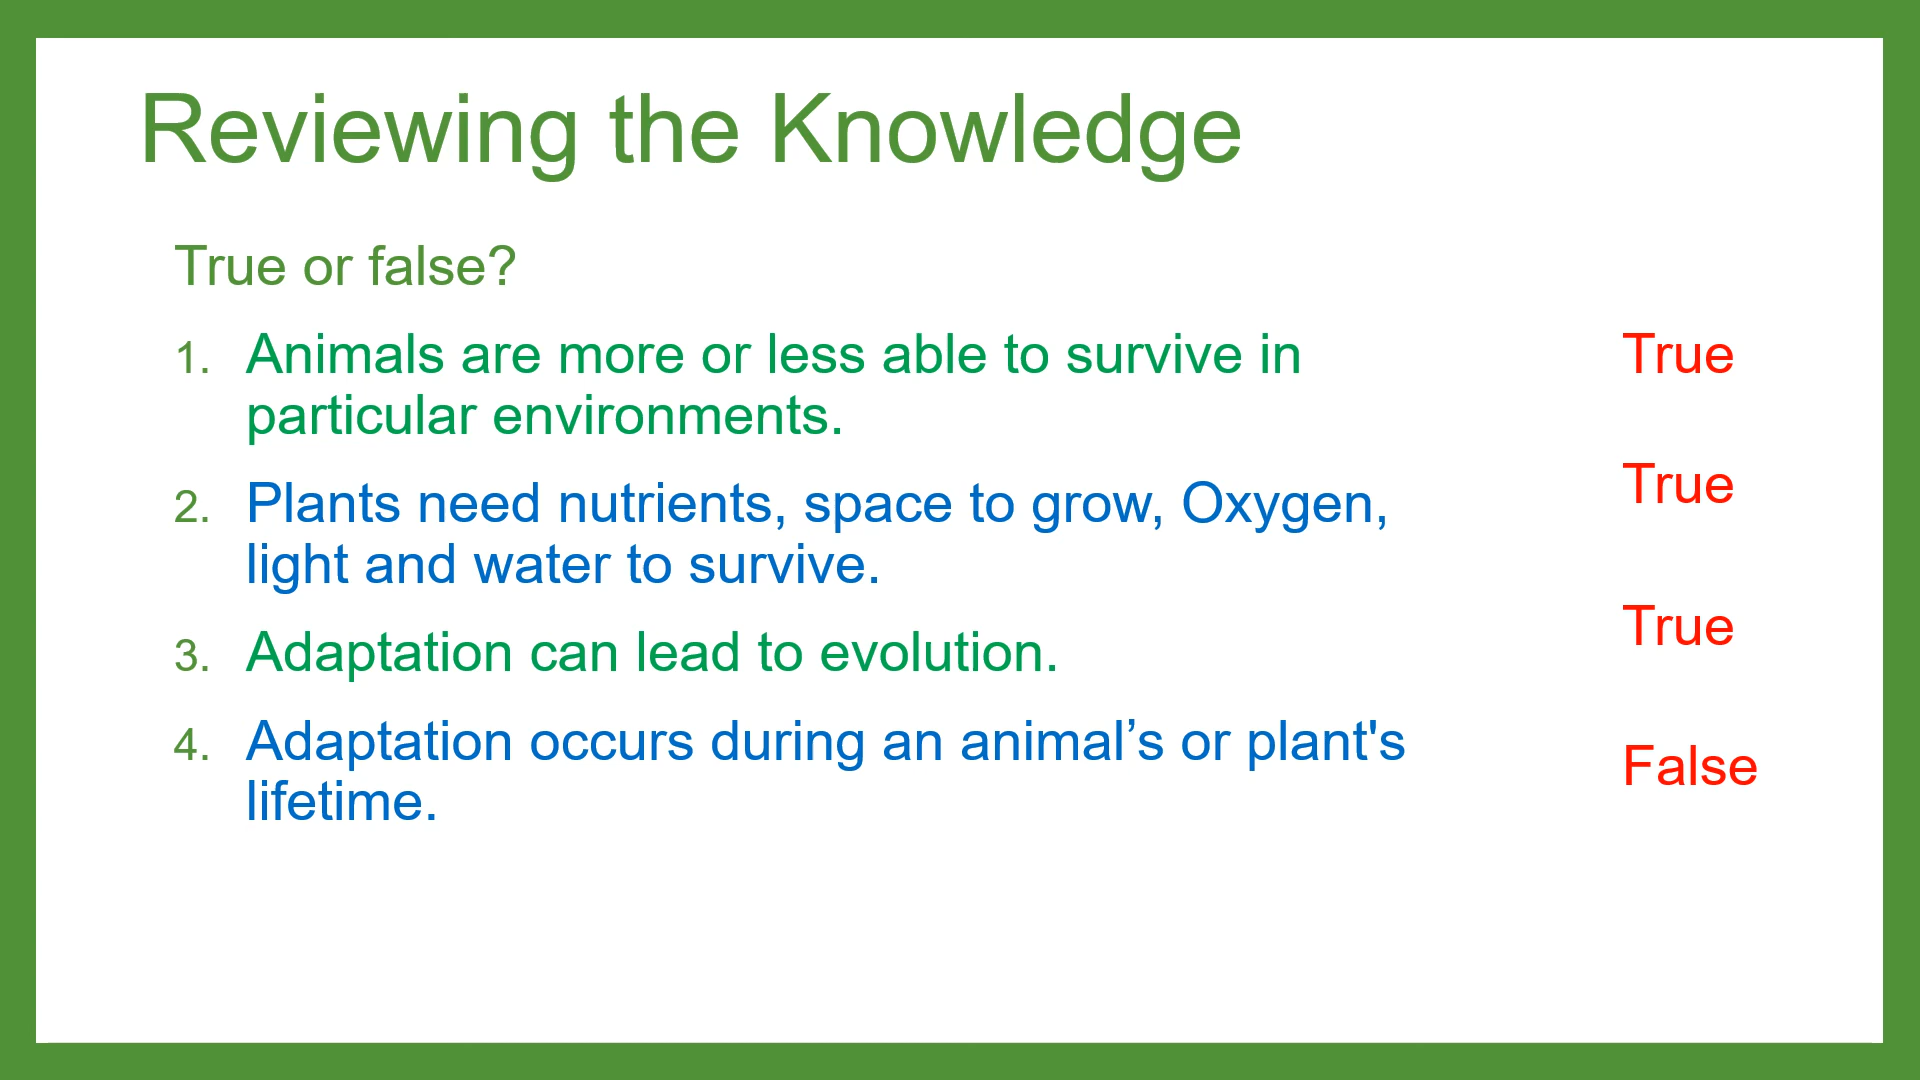 Reviewing the Knowledge
True or false?
1. Animals are more or less able to survive in
particular environments.
True
2. Plants need nutrients, space to grow, Oxygen,
light and water to survive.
True
3. Adaptation can lead to evolution.
True
4. Adaptation occurs during an animal’s or plant's
lifetime.
False